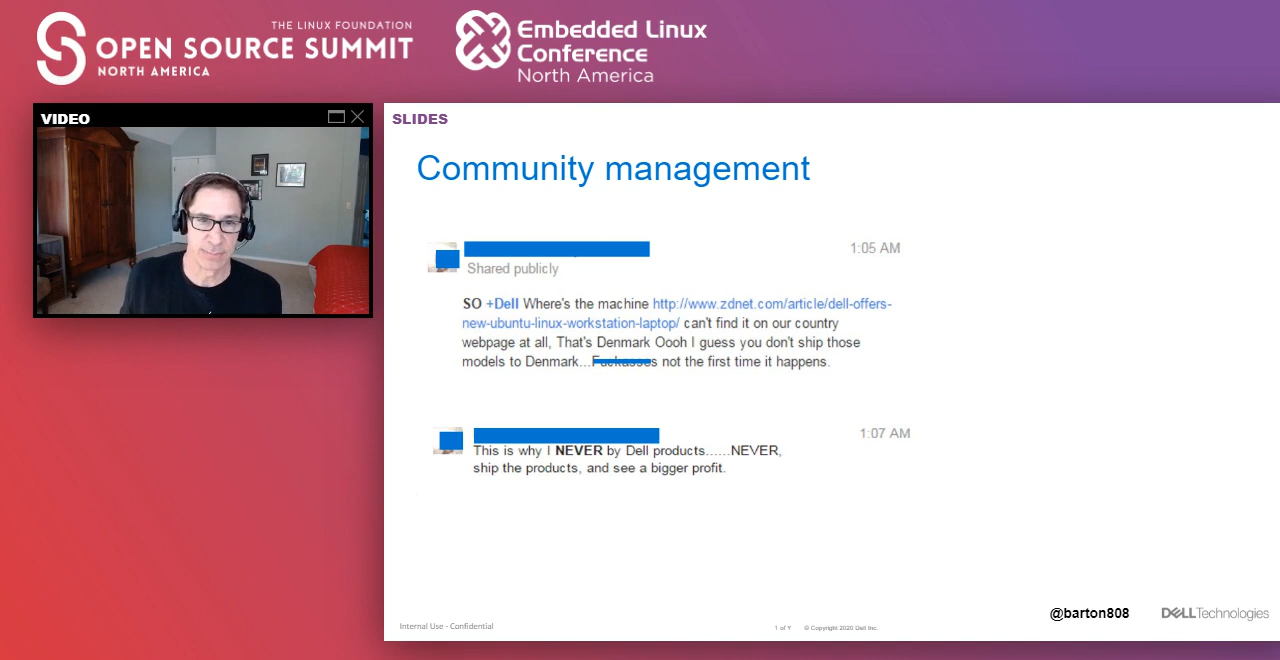 THE LINUX FOUNDATION
OPEN SOURCE SUMMIT
NORTH AMERICA
Embedded Linux
Conference
North America
VIDEO
SLIDES
Community management
1:05 AM
Shared publicly
SO +Dell Where's the machine http://www.zdnet.com/article/dell-offers-
new-ubuntu-linux-workstation-laptop/ can't find it on our country
webpage at all, That's Denmark Oooh I guess you don't ship those
models to Denmark...Fuckasses not the first time it happens.
1:07 AM
This is why I NEVER by Dell products......NEVER,
ship the products, and see a bigger profit.
@barton808
DELLTechnologies
Internal Use - Confidential
1 of Y
© Copyright 2020 Dell Inc.